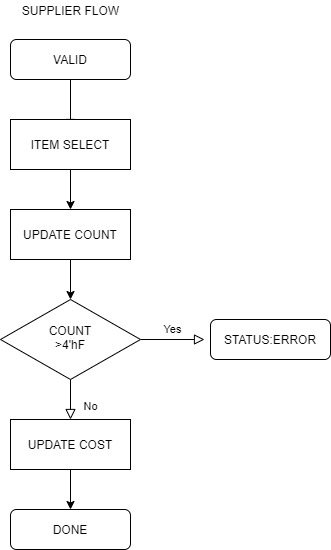 SUPPLIER FLOW
VALID
ITEM SELECT
UPDATE COUNT
COUNT
>4'hF
Yes
STATUS:ERROR
No
UPDATE COST
DONE